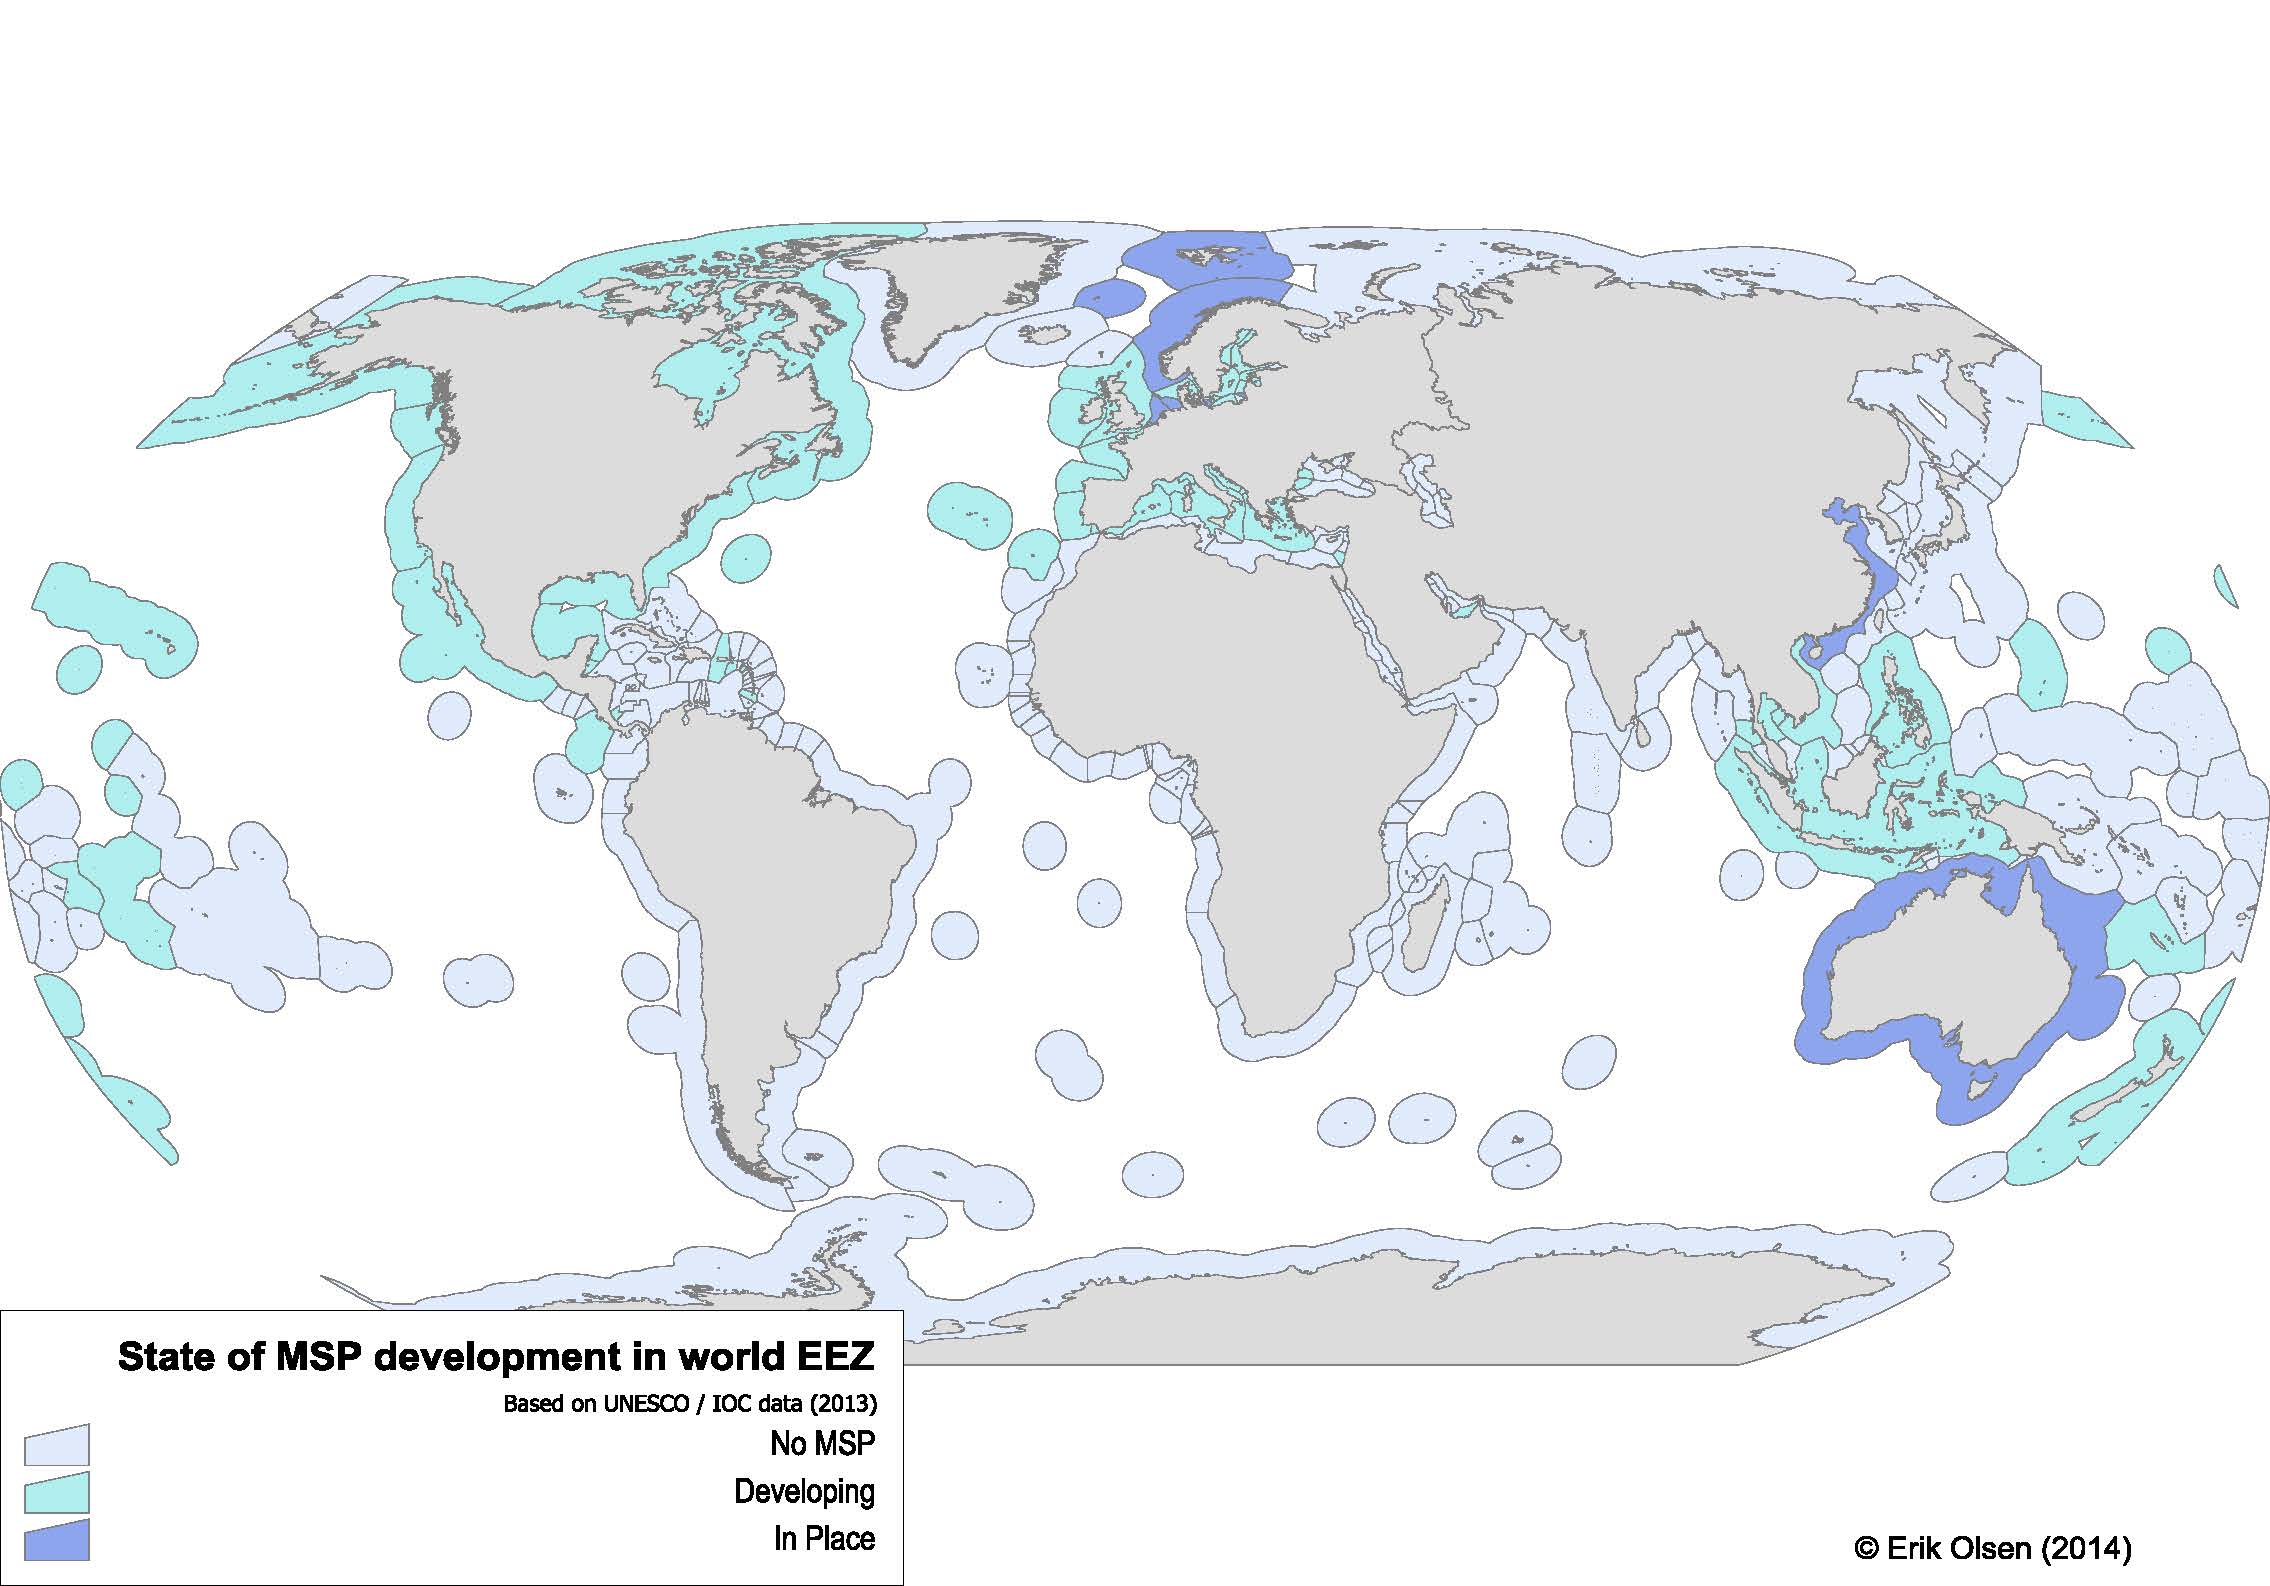 State of MSP development in world EEZ
Based on UNESCO / IOC data (2013)
No MSP
Developing
In Place
© Erik Olsen (2014)